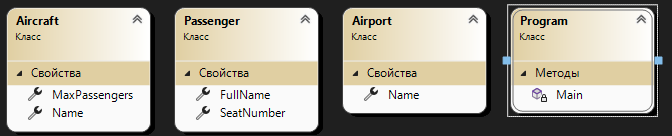 Aircraft
Класс
Свойства
MaxPassengers
Name
Passenger
Класс
Свойства
FullName
SeatNumber
Airport
Класс
Свойства
Name
Program
Класс
Методы
Main